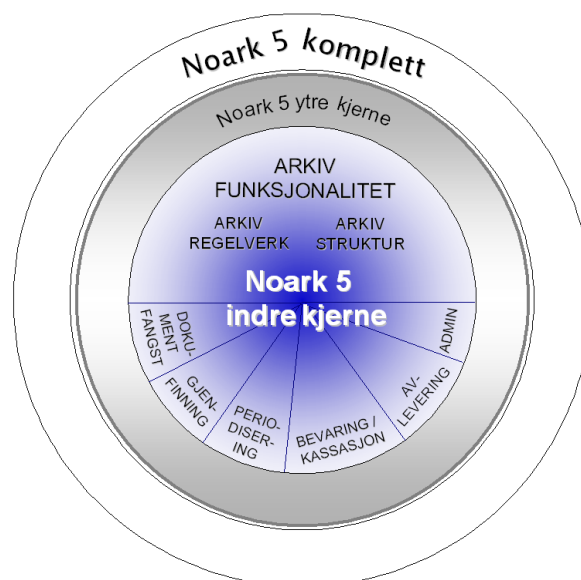 Noark 5 komplett
Noark 5 ytre kjerne
ARKIV
FUNKSJONALITET
ARKIV
REGELVERK
ARKIV
STRUKTUR
Noark 5
indre kjerne
DOKU-
MENT
FANGST
GJEN-
FINNING
PERIO-
DISER-
ING
BEVARING /
KASSASJON
AV-
LEVERING
ADMIN